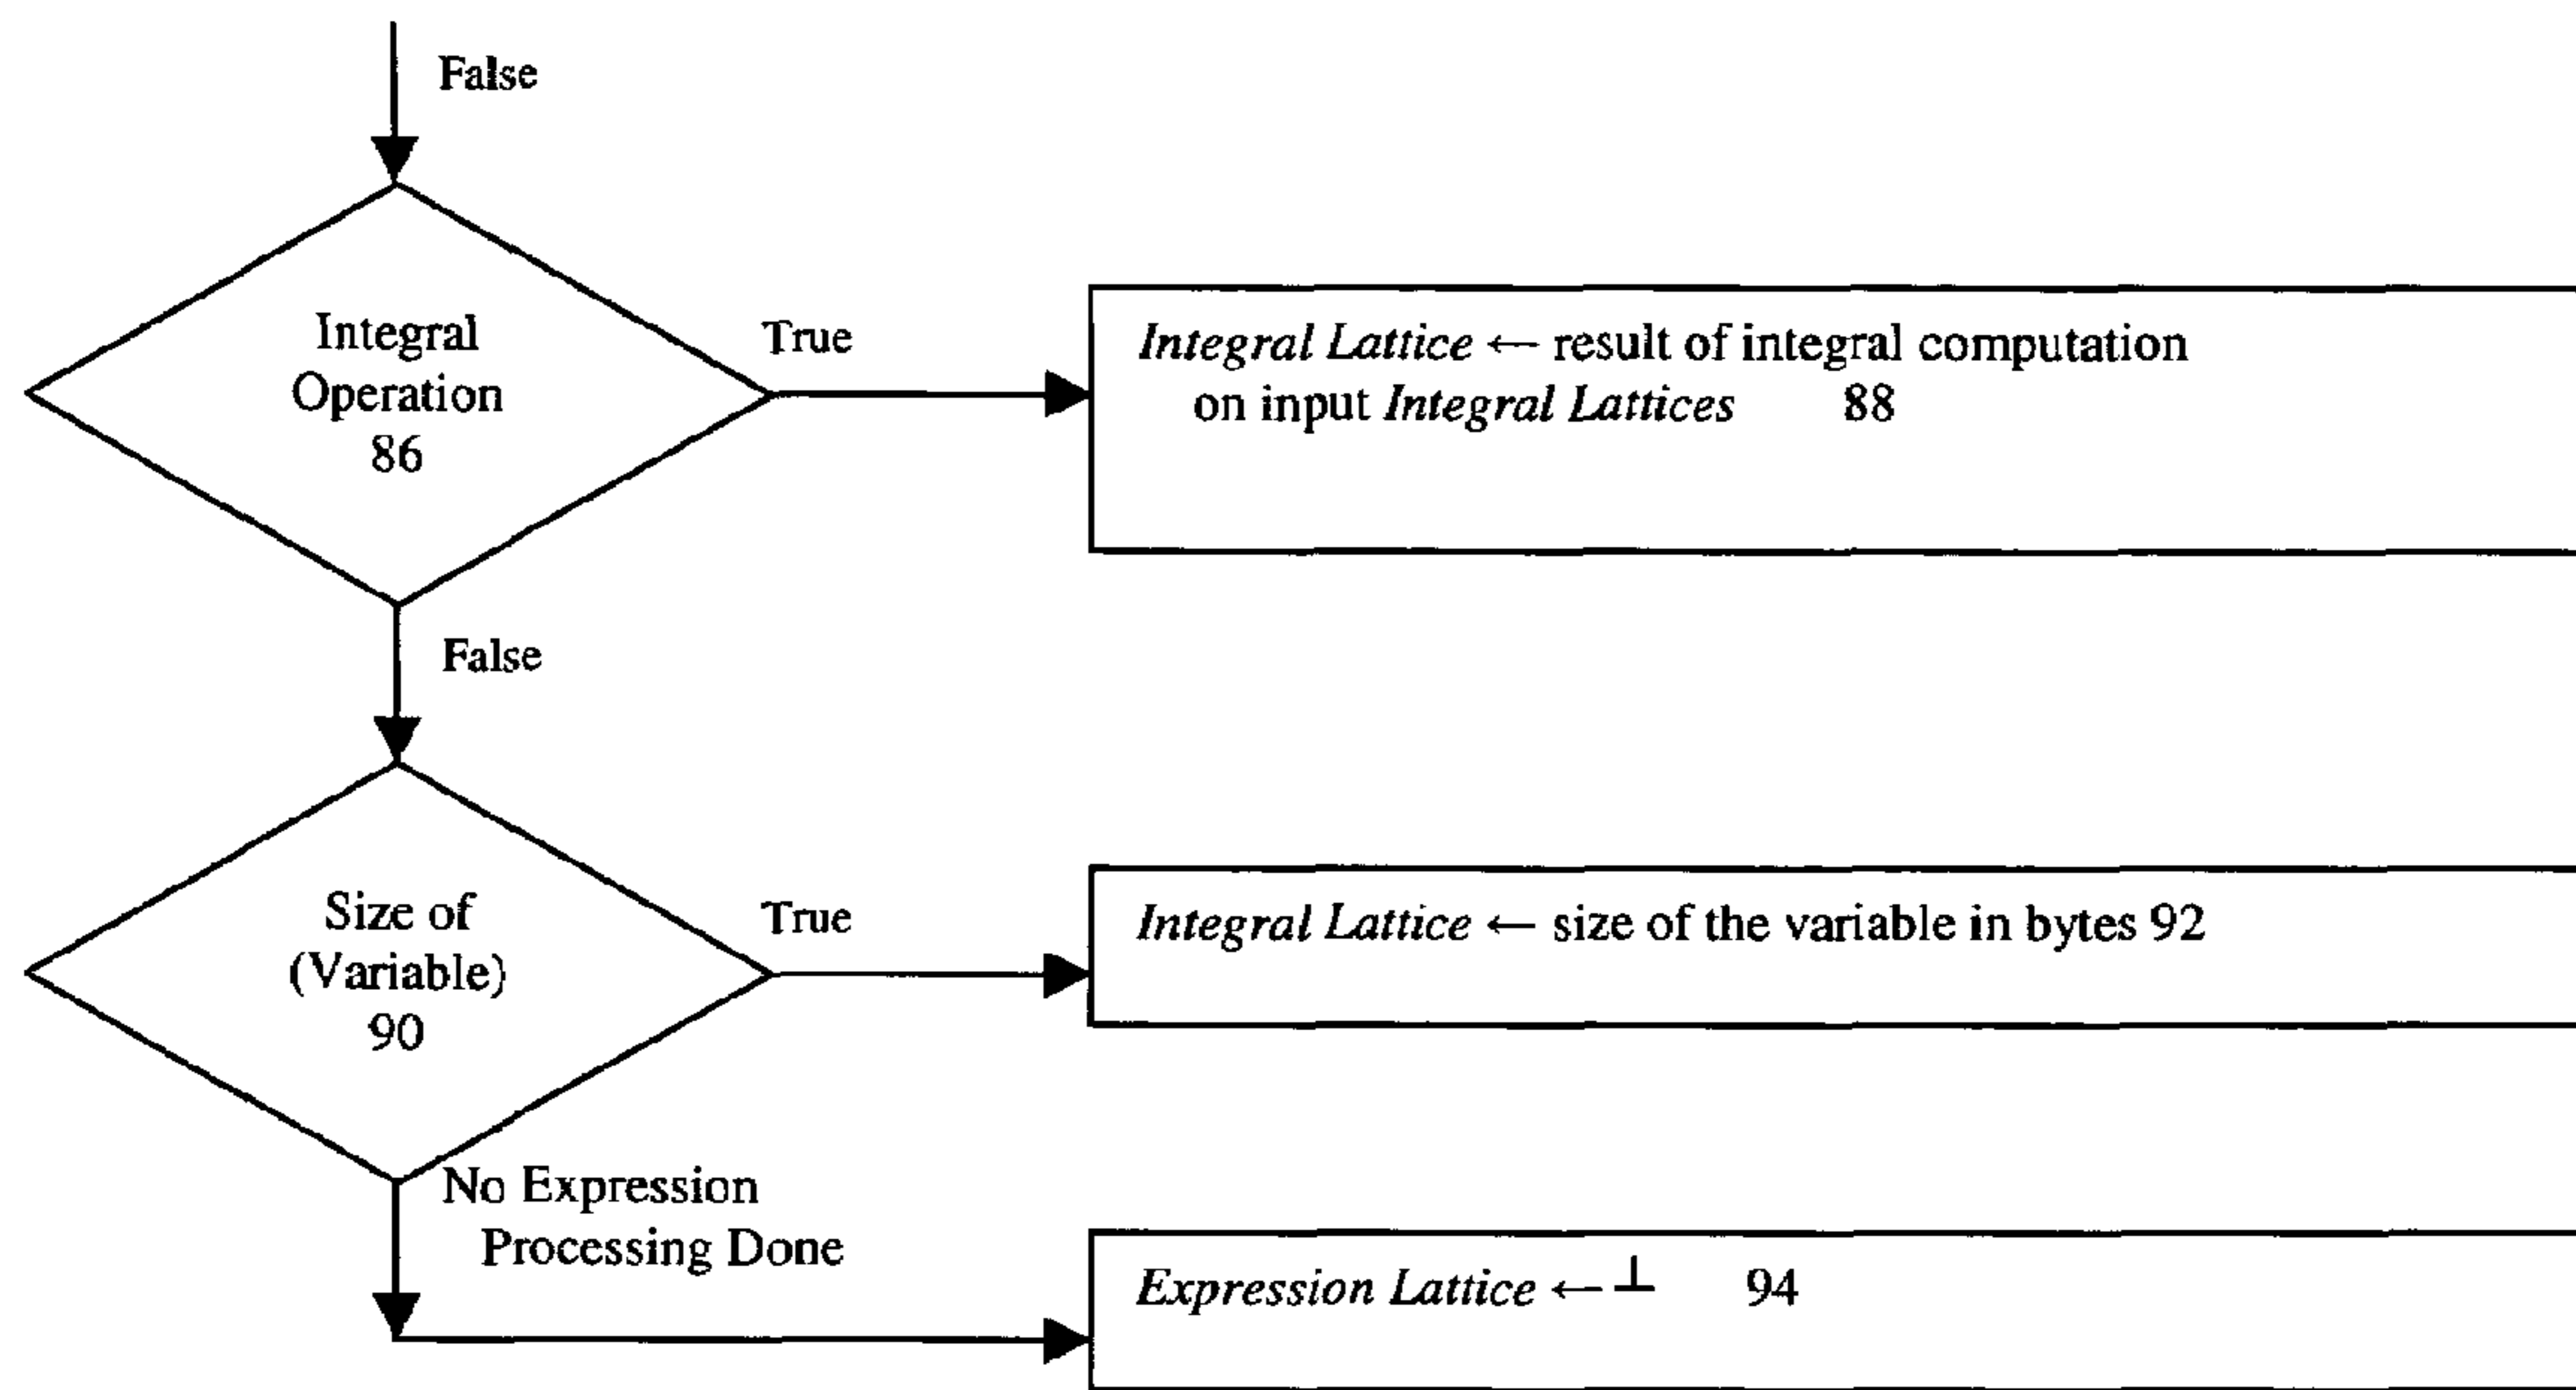 False
Integral
Operation
86
True
Integral Lattice ← result of integral computation
on input Integral Lattices 88
False
Size of
(Variable)
90
True
Integral Lattice ← size of the variable in bytes 92
No Expression
Processing Done
Expression Lattice ← ⊥ 94